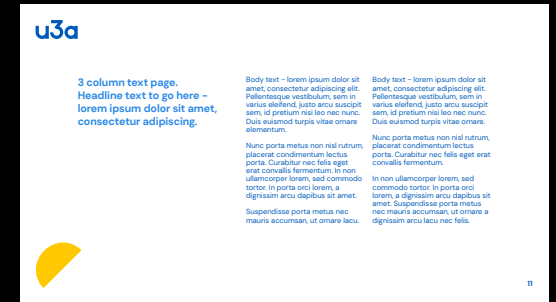 u3a
3 column text page.
Headline text to go here –
lorem ipsum dolor sit amet,
consectetur adipiscing.
Body text – lorem ipsum dolor sit
amet, consectetur adipiscing elit.
Pellentesque vestibulum, sem in
varius eleifend, justo arcu suscipit
sem, id pretium nisi leo nec nunc.
Duis euismod turpis vitae ornare
elementum.
Nunc porta metus non nisl rutrum,
placerat condimentum lectus
porta. Curabitur nec felis eget
erat convallis fermentum. In non
ullamcorper lorem, sed commodo
tortor. In porta orci lorem, a
dignissim arcu dapibus sit amet.
Suspendisse porta metus nec
mauris accumsan, ut ornare lacu.
Body text – lorem ipsum dolor sit
amet, consectetur adipiscing elit.
Pellentesque vestibulum, sem in
varius eleifend, justo arcu suscipit
sem, id pretium nisi leo nec nunc.
Duis euismod turpis vitae ornare.
Nunc porta metus non nisl rutrum,
placerat condimentum lectus
porta. Curabitur nec felis eget erat
convallis fermentum.
In non ullamcorper lorem, sed
commodo tortor. In porta orci
lorem, a dignissim arcu dapibus sit
amet. Suspendisse porta metus
nec mauris accumsan, ut ornare a
dignissim arcu lacu nec felis.
11